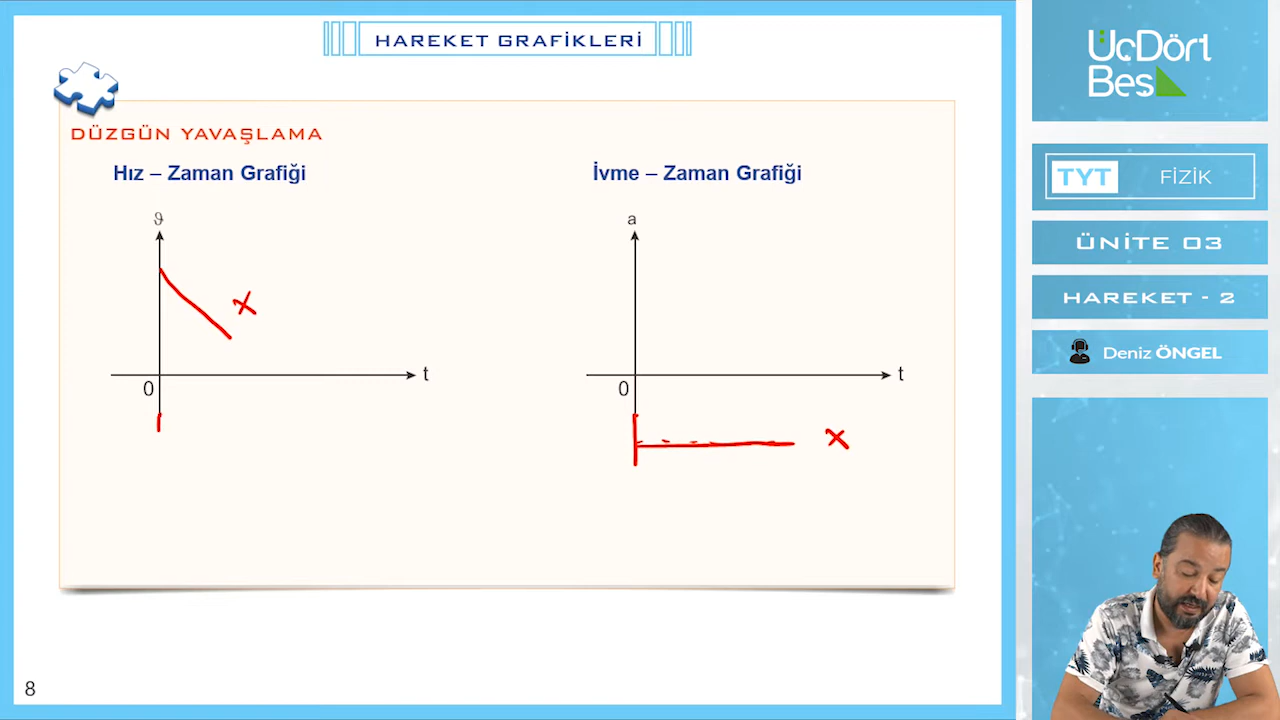 HAREKET GRAFİKLERİ
DÜZGÜN YAVAŞLAMA
Hız – Zaman Grafiği
İvme – Zaman Grafiği
ϑ
a
x
0
t
0
t
x
8
ÜçDört
Beş
TYT FİZİK
ÜNİTE 03
HAREKET - 2
Deniz ÖNGEL